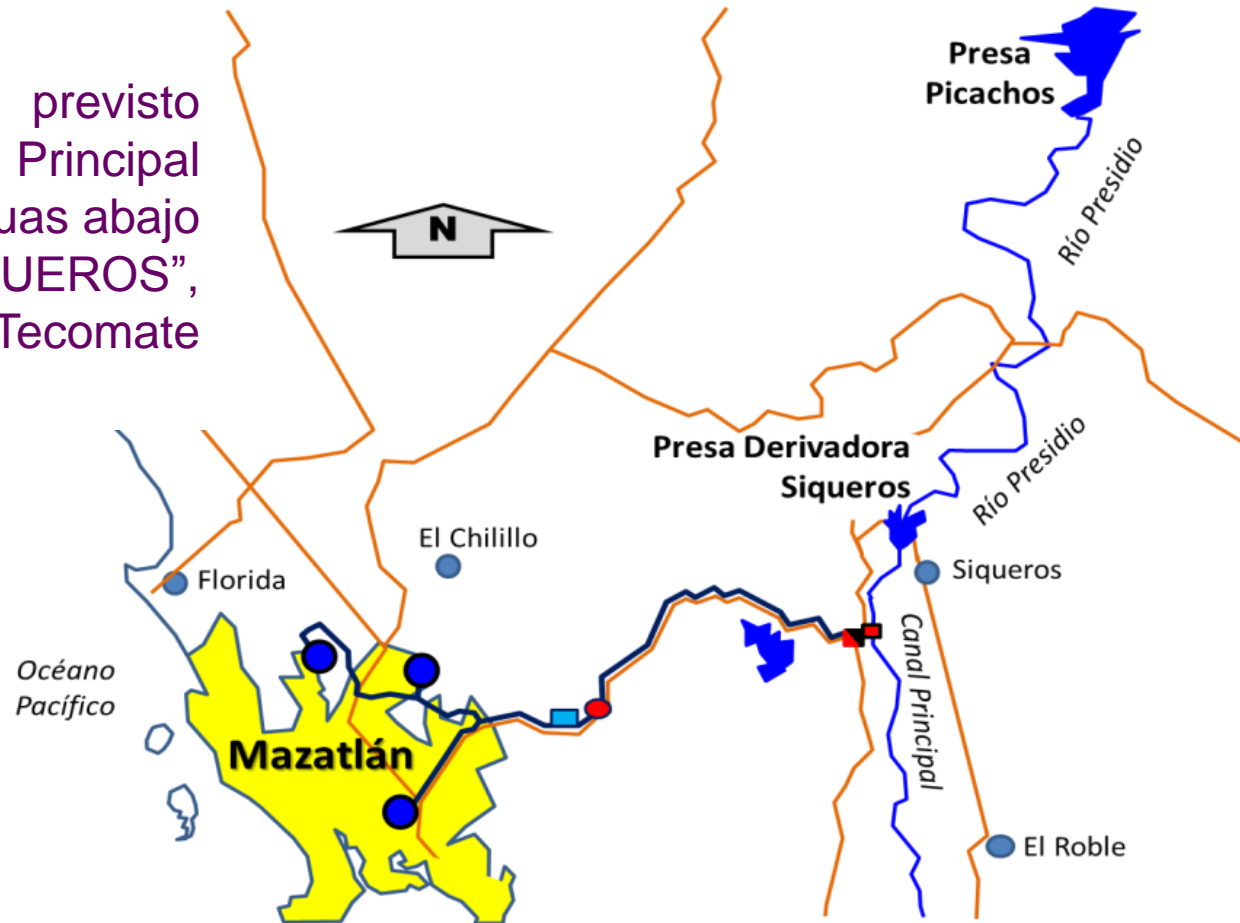 previsto
Principal
uas abajo
UEROS”,
Tecomate
N
Presa
Picachos
Río Presidio
Presa Derivadora
Siqueros
Río Presidio
El Chilillo
Florida
Siqueros
Océano
Pacífico
Canal Principal
Mazatlán
El Roble